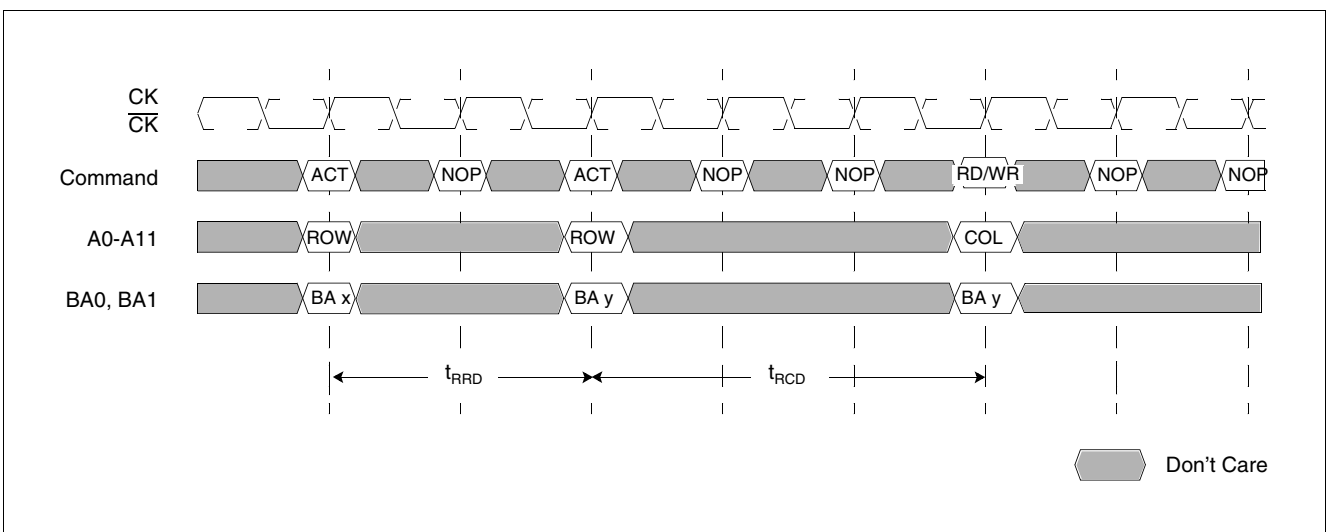 CK
CK
Command ACT NOP ACT NOP NOP RD/WR NOP NOP
A0-A11 ROW ROW COL
BA0, BA1 BA x BA y BA y
tRRD tRCD
Don't Care